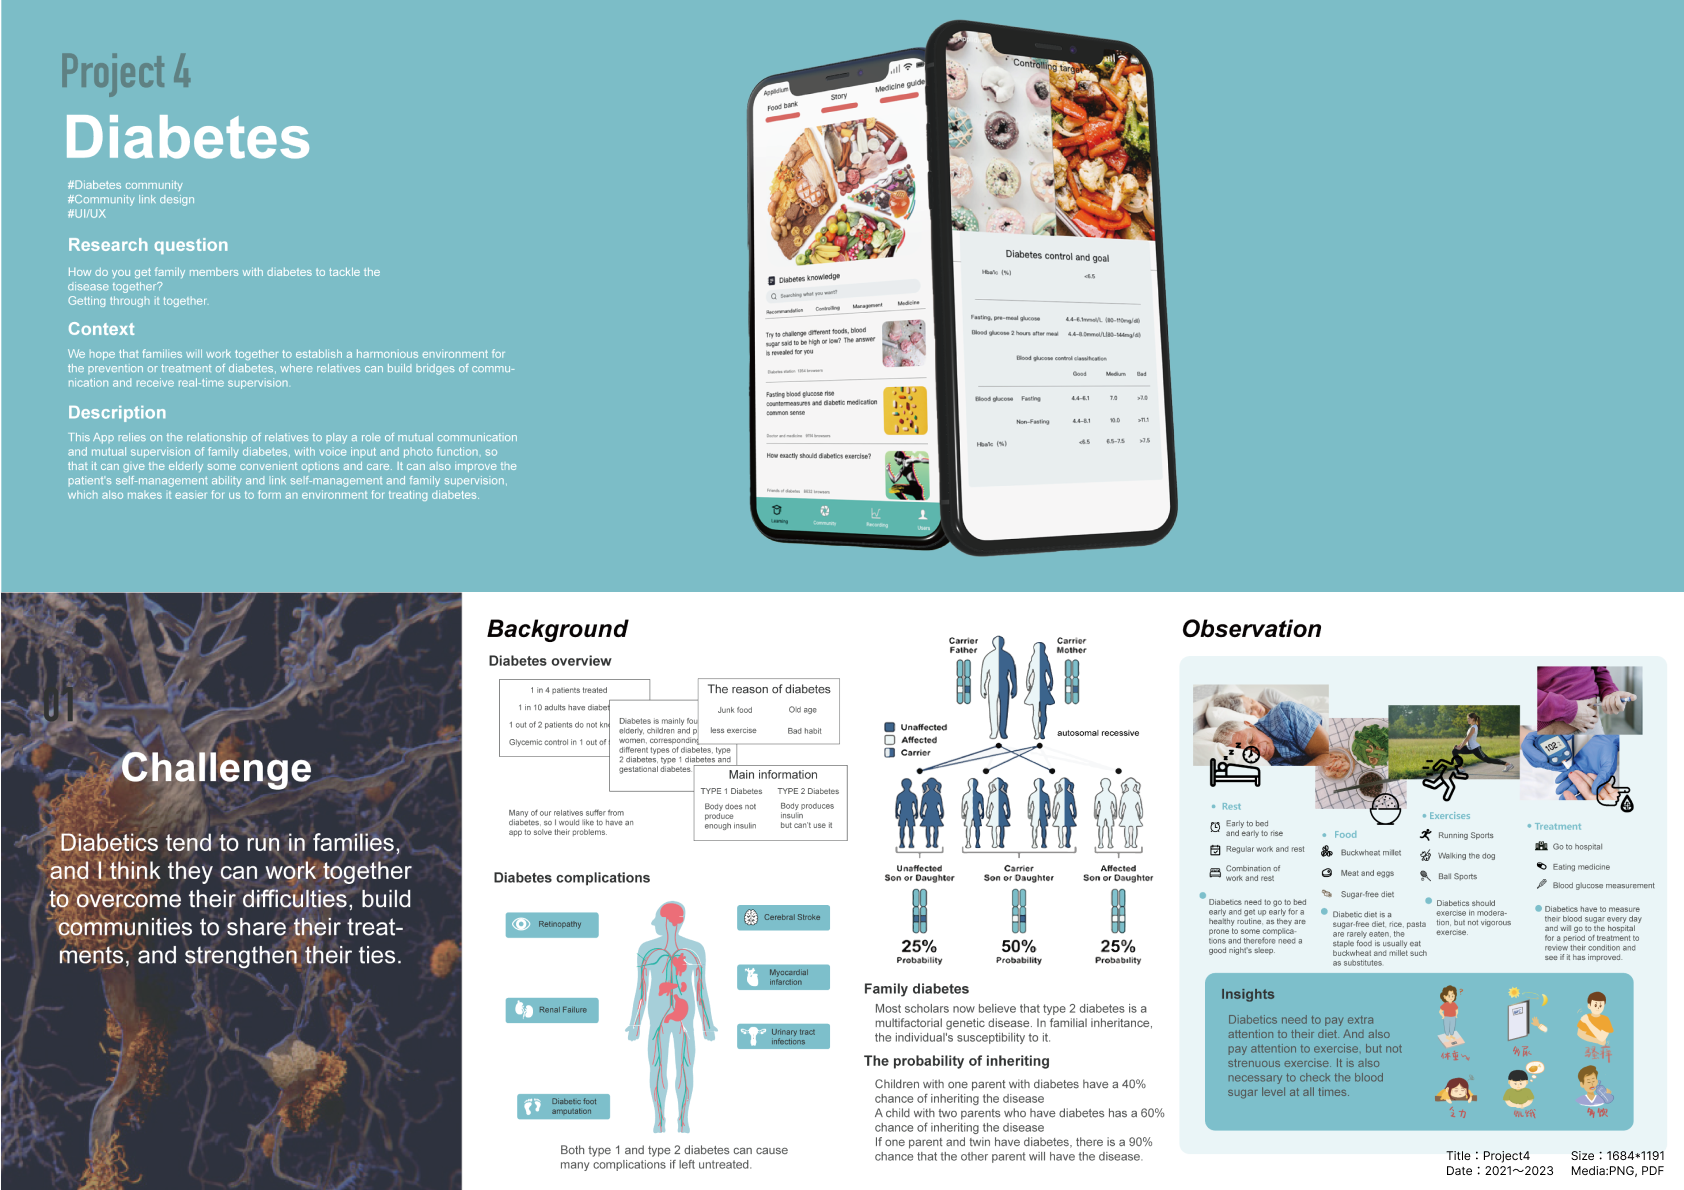 Project 4
Diabetes
#Diabetes community
#Community link design
#UI/UX
Research question
How do you get family members with diabetes to tackle the
disease together?
Getting through it together.
Context
We hope that families will work together to establish a harmonious environment for
the prevention or treatment of diabetes, where relatives can build bridges of commu-
nication and receive real-time supervision.
Description
This App relies on the relationship of relatives to play a role of mutual communication
and mutual supervision of family diabetes, with voice input and photo function, so
that it can give the elderly some convenient options and care. It can also improve the
patient's self-management ability and link self-management and family supervision,
which also makes it easier for us to form an environment for treating diabetes.
Applidium
Food bank
Story
Medicine guide
Diabetes knowledge
Searching what you want?
Recommandation Controlling Management Medicine
Try to challenge different foods, blood
sugar said to be high or low? The answer
is revealed for you
Fasting blood glucose rise
countermeasures and diabetic medication
common sense
How exactly should diabetics exercise?
Learning
Community
Recording
Users
Controlling target
Diabetes control and goal
Hba1c (%) <6.5
Fasting, pre-meal glucose 4.4-6.1mmol/L (80-110mg/dl)
Blood glucose 2 hours after meal 4.4-8.0mmol/L(80-144mg/dl)
Blood glucose control classification
Good Medium Bad
Blood glucose Fasting 4.4-6.1 7.0 >7.0
Non-Fasting 10.0 >11.1
Hba1c (%) 6.5-7.5 >7.5
01
Challenge
Diabetics tend to run in families,
and I think they can work together
to overcome their difficulties, build
communities to share their treat-
ments, and strengthen their ties.
Background
Diabetes overview
1 in 4 patients treated
1 in 10 adults have diabet
1 out of 2 patients do not kn
Glycemic control in 1 out of
Diabetes is mainly fou
elderly, children and p
women, corresponding
different types of diabetes, type
2 diabetes, type 1 diabetes and
gestational diabetes.
The reason of diabetes
Junk food
Old age
less exercise
Bad habit
Main information
TYPE 1 Diabetes
TYPE 2 Diabetes
Body does not
produce
enough insulin
Body produces
insulin
but can't use it
Many of our relatives suffer from
diabetes, so I would like to have an
app to solve their problems.
Diabetes complications
Retinopathy
Cerebral Stroke
Myocardial
infarction
Renal Failure
Urinary tract
infections
Diabetic foot
amputation
Both type 1 and type 2 diabetes can cause
many complications if left untreated.
Carrier
Father
Carrier
Mother
Unaffected
Affected
Carrier
autosomal recessive
Unaffected
Son or Daughter
Carrier
Son or Daughter
Affected
Son or Daughter
25%
Probability
50%
Probability
25%
Probability
Family diabetes
Most scholars now believe that type 2 diabetes is a
multifactorial genetic disease. In familial inheritance,
the individual's susceptibility to it.
The probability of inheriting
Children with one parent with diabetes have a 40%
chance of inheriting the disease
A child with two parents who have diabetes has a 60%
chance of inheriting the disease
If one parent and twin have diabetes, there is a 90%
chance that the other parent will have the disease.
Observation
102
Rest
Early to bed
and early to rise
Regular work and rest
Combination of
work and rest
Diabetics need to go to bed
early and get up early for a
healthy routine, as they are
prone to some complica-
tions and therefore need a
good night's sleep.
Food
Buckwheat millet
Meat and eggs
Sugar-free diet
Diabetic diet is a
sugar-free diet, rice, pasta
are rarely eaten, the
staple food is usually eat
buckwheat and millet such
as substitutes.
Exercises
Running Sports
Walking the dog
Ball Sports
Diabetics should
exercise in modera-
tion, but not vigorous
exercise.
Treatment
Go to hospital
Eating medicine
Blood glucose measurement
Diabetics have to measure
their blood sugar every day
and will go to the hospital
for a period of treatment to
review their condition and
see if it has improved.
Insights
Diabetics need to pay extra
attention to their diet. And also
pay attention to exercise, but not
strenuous exercise. It is also
necessary to check the blood
sugar level at all times.
Title：Project4
Size：1684*1191
Date：2021～2023
Media:PNG, PDF